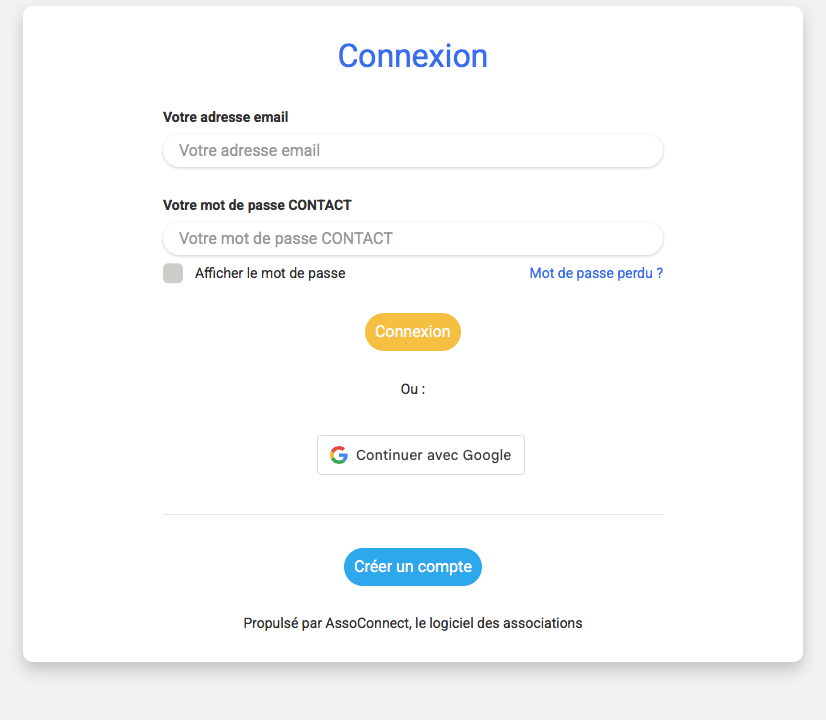 Connexion
Votre adresse email
Votre adresse email
Votre mot de passe CONTACT
Votre mot de passe CONTACT
Afficher le mot de passe Mot de passe perdu ?
Connexion
Ou :
Continuer avec Google
Créer un compte
Propulsé par AssoConnect, le logiciel des associations